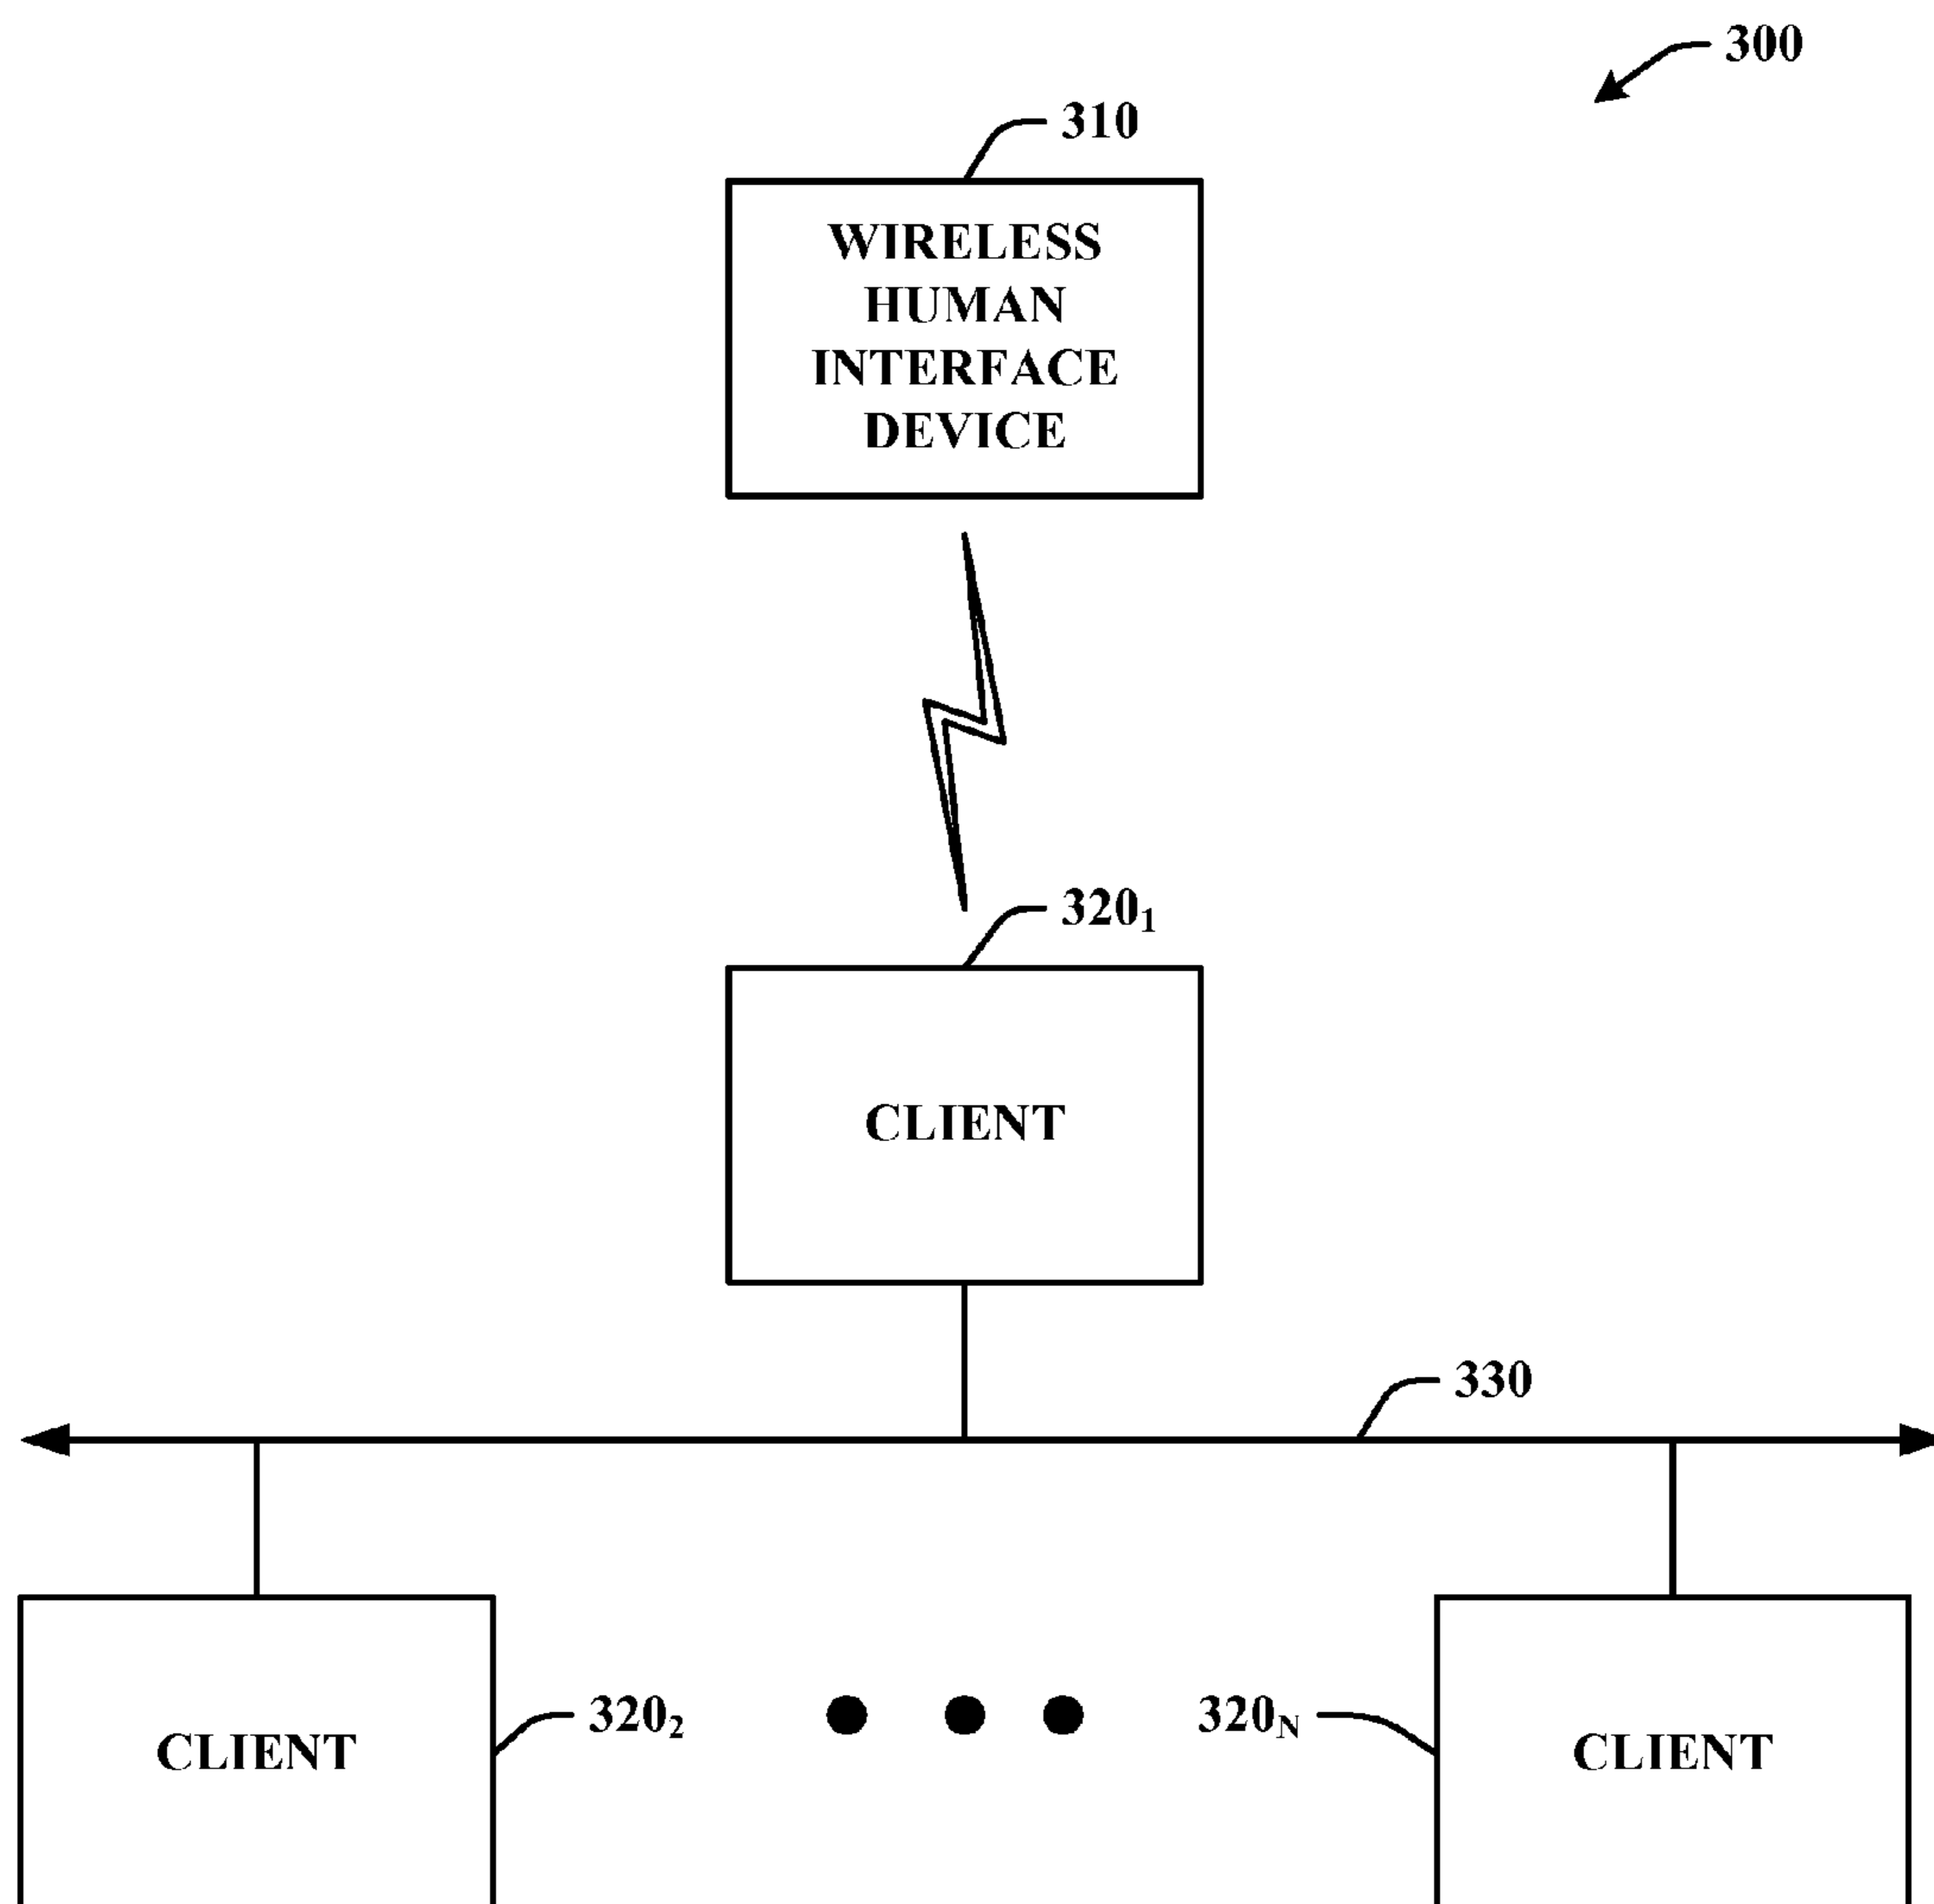 300
310
WIRELESS
HUMAN
INTERFACE
DEVICE
320₁
CLIENT
330
CLIENT
320₂
320N
CLIENT